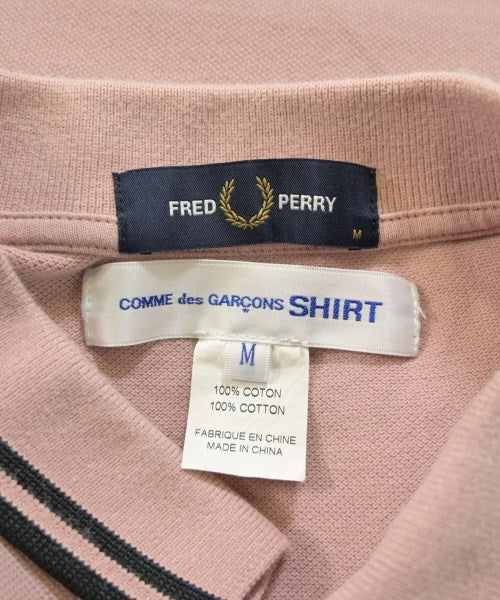 FRED PERRY
M
COMME des GARÇONS SHIRT
M
100% COTON
100% COTTON
FABRIQUE EN CHINE
MADE IN CHINA